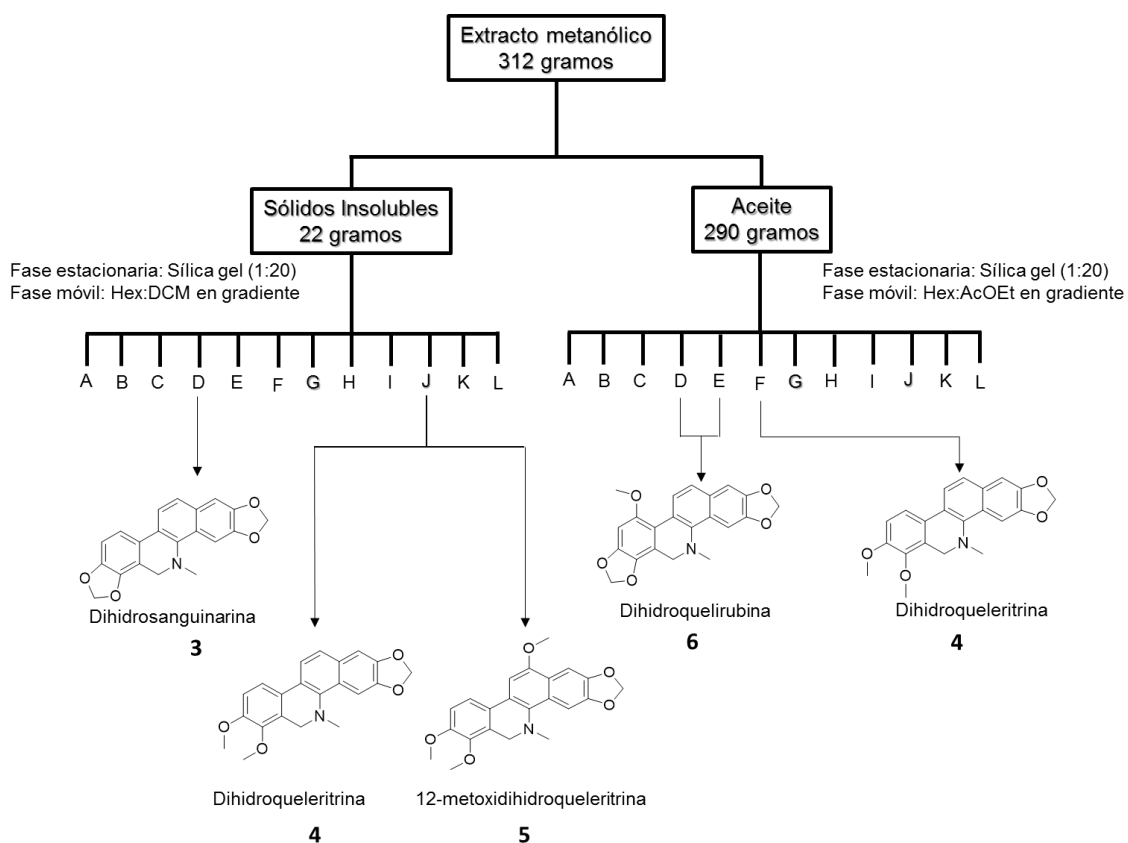 Extracto metanólico
312 gramos
Sólidos Insolubles
22 gramos
Aceite
290 gramos
Fase estacionaria: Sílica gel (1:20)
Fase móvil: Hex:DCM en gradiente
Fase estacionaria: Sílica gel (1:20)
Fase móvil: Hex:AcOEt en gradiente
A B C D E F G H I J K L
A B C D E F G H I J K L
O
O
N
O
O
Dihidrosanguinarina
3
O
O
O
N
O
O
Dihidroquelirubina
6
O
O
N
O
O
Dihidroqueleritrina
4
O
O
N
O
O
Dihidroqueleritrina
4
O
O
O
N
O
O
12-metoxidihidroqueleritrina
5